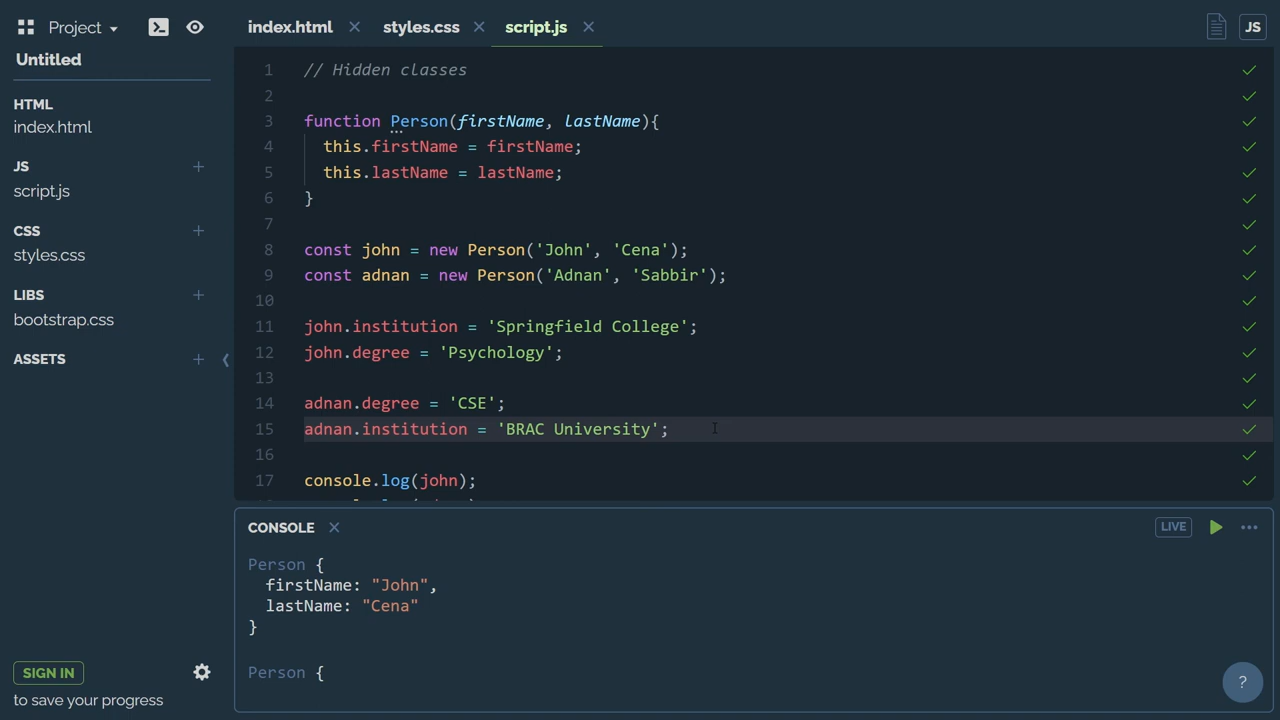 Project
index.html
styles.css
script.js
JS
Untitled
HTML
index.html
JS
script.js
CSS
styles.css
LIBS
bootstrap.css
ASSETS
SIGN IN
to save your progress
1 // Hidden classes
2
3 function Person(firstName, lastName){
4 this.firstName = firstName;
5 this.lastName = lastName;
6 }
7
8 const john = new Person('John', 'Cena');
9 const adnan = new Person('Adnan', 'Sabbir');
10
11 john.institution = 'Springfield College';
12 john.degree = 'Psychology';
13
14 adnan.degree = 'CSE';
15 adnan.institution = 'BRAC University';
16
17 console.log(john);
CONSOLE
LIVE
Person {
firstName: "John",
lastName: "Cena"
}
Person {
?